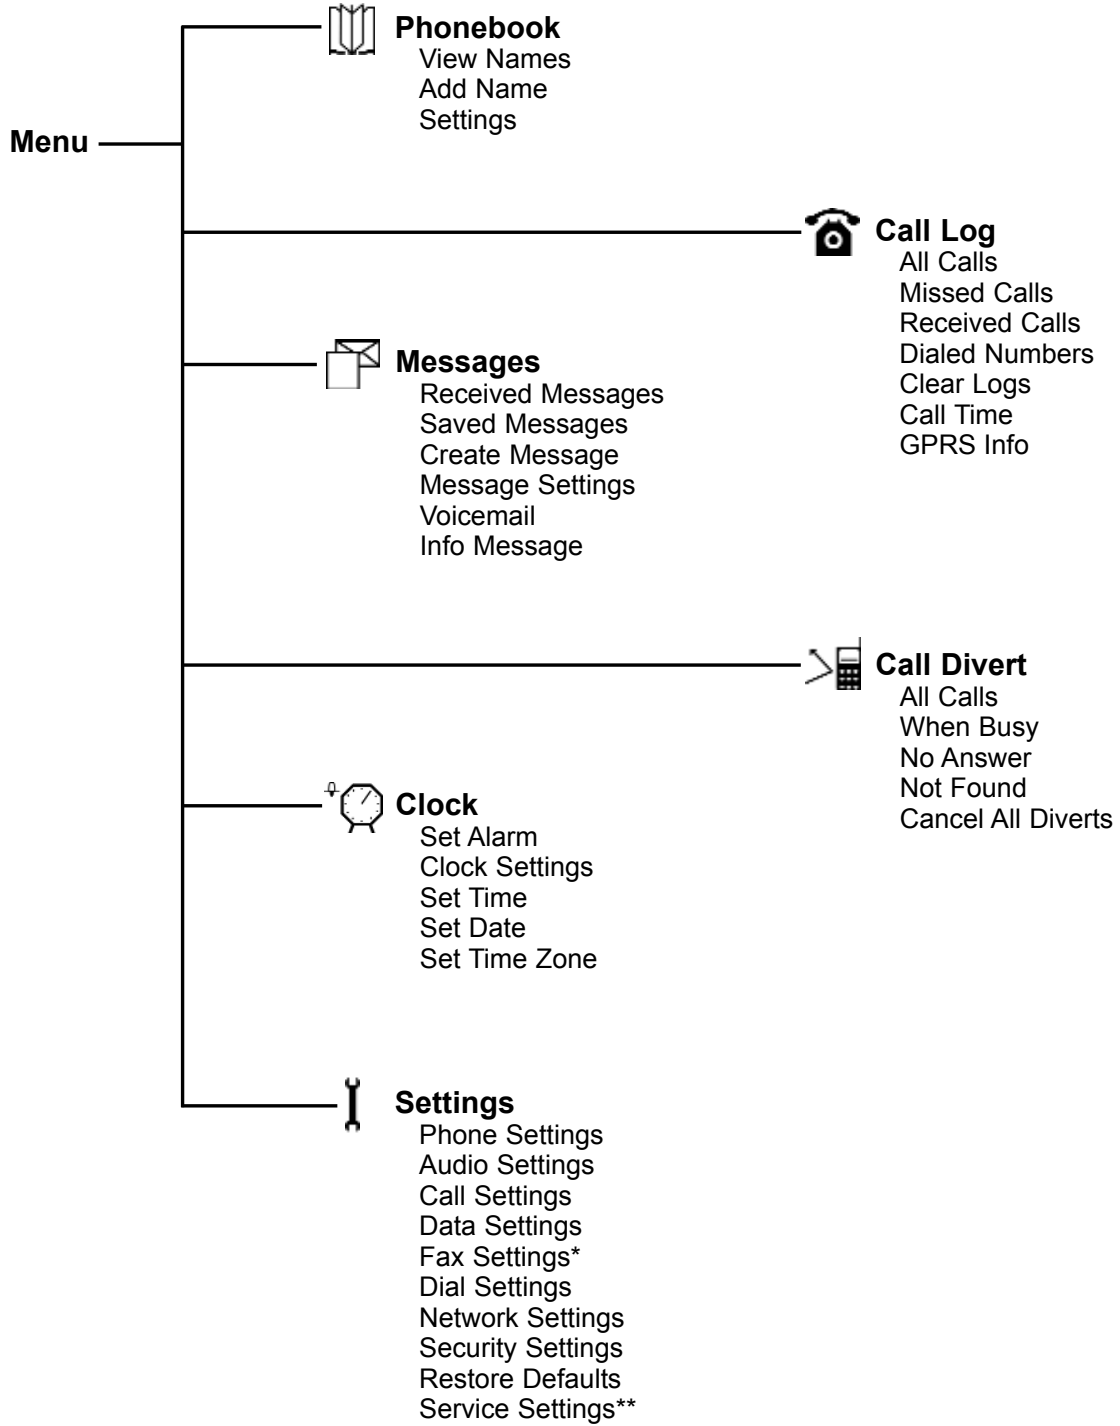 Phonebook
View Names
Add Name
Settings
Menu
Call Log
All Calls
Missed Calls
Received Calls
Dialed Numbers
Clear Logs
Call Time
GPRS Info
Messages
Received Messages
Saved Messages
Create Message
Message Settings
Voicemail
Info Message
Call Divert
All Calls
When Busy
No Answer
Not Found
Cancel All Diverts
Clock
Set Alarm
Clock Settings
Set Time
Set Date
Set Time Zone
Settings
Phone Settings
Audio Settings
Call Settings
Data Settings
Fax Settings*
Dial Settings
Network Settings
Security Settings
Restore Defaults
Service Settings**